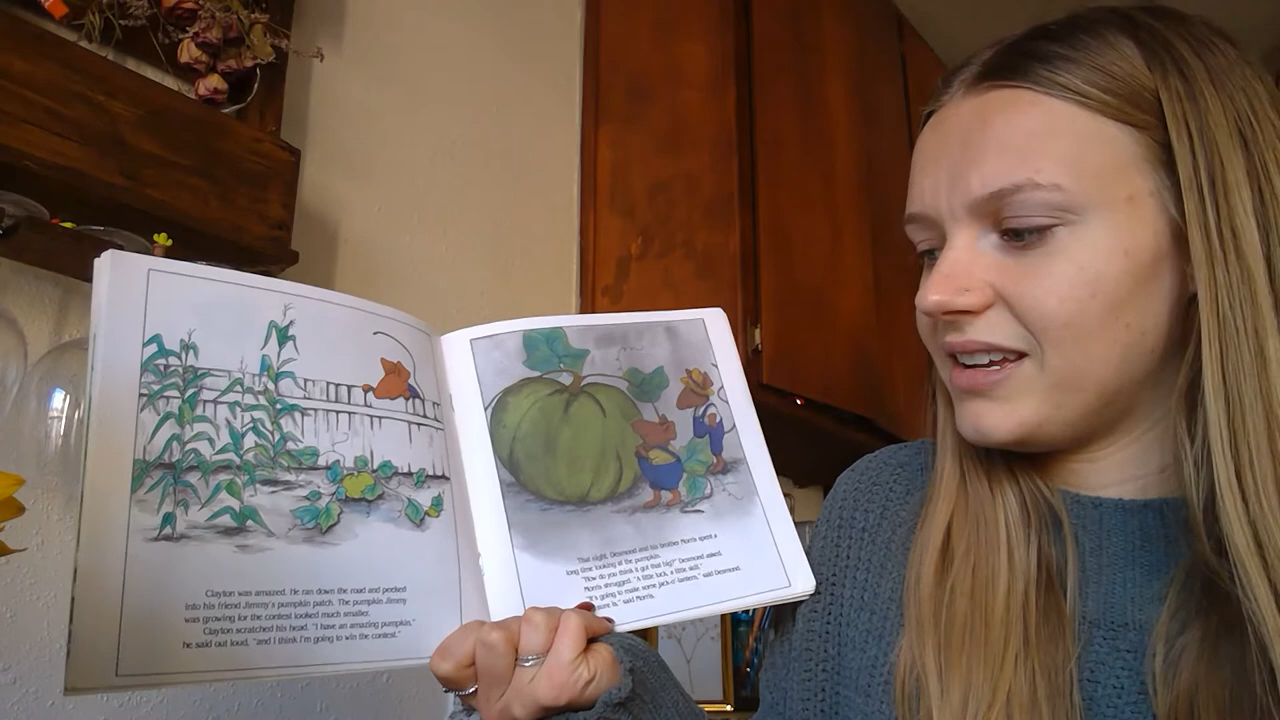 Clayton was amazed. He ran down the road and peeked
into his friend Jimmy's pumpkin patch. The pumpkin Jimmy
was growing for the contest looked much smaller.
Clayton scratched his head. "I have an amazing pumpkin,"
he said out loud, "and I think I'm going to win the contest."
That night, Desmond and his brother Morris spent a
long time looking at the pumpkin.
"How do you think it got that big?" Desmond asked.
Morris shrugged. "A little luck, a little skill."
"It's going to make some jack-o'-lantern," said Desmond.
sure is," said Morris.